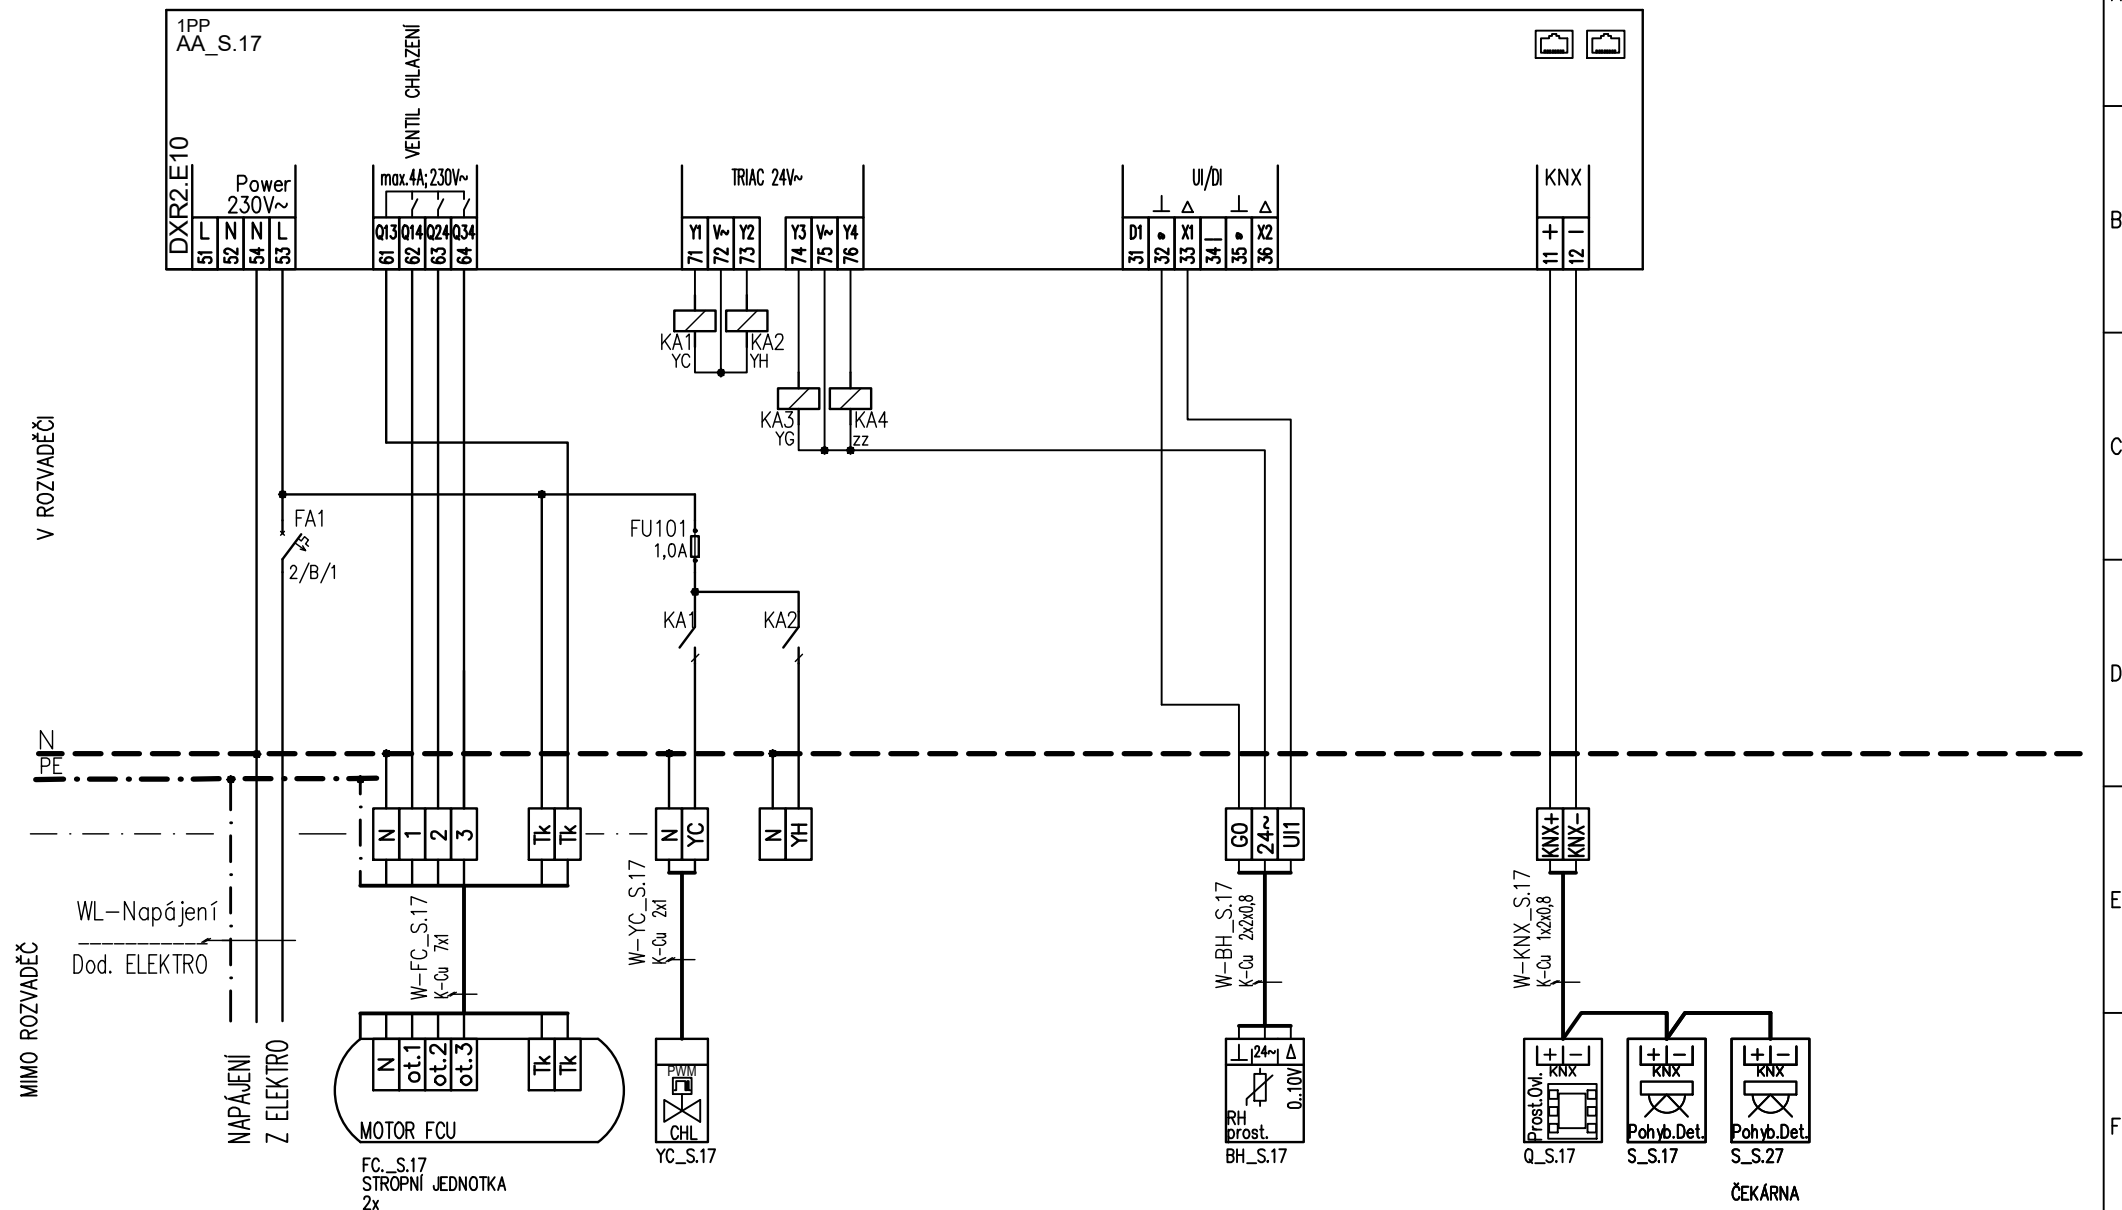 1PP
AA_S.17
VENTIL CHLAZENÍ
DXR2.E10
Power
230V~
max.4A;230V~
TRIAC 24V~
UI/DI
KNX
L N N L
51 52 54 53
Q13 Q14 Q24 Q34
61 62 63 64
Y1 V~ Y2
71 72 73
Y3 V~ Y4
74 75 76
D1 X1 X2
31 32 33 34 35 36
+ −
11 12
KA1
YC
KA2
YH
KA3
YG
KA4
zz
V ROZVADĚČI
FA1
2/B/1
FU101
1,0A
KA1
KA2
N
PE
N 1 2 3
Tk Tk
N YC
N YH
G0 24~ UI1
KNX+ KNX-
MIMO ROZVADĚČ
WL-Napájení
Dod. ELEKTRO
NAPÁJENÍ
Z ELEKTRO
W-FC_S.17
K-Cu 7x1
W-YC_S.17
K-Cu 2x1
W-BH_S.17
K-Cu 2x2x0,8
W-KNX_S.17
K-Cu 1x2x0,8
N ot.1 ot.2 ot.3
Tk Tk
MOTOR FCU
FC._S.17
STROPNÍ JEDNOTKA
2x
PWM
CHL
YC_S.17
24~
0..10V
RH
prost.
BH_S.17
+ −
KNX
Prost.Ovl.
Q_S.17
+ −
KNX
Pohyb.Det.
S_S.17
+ −
KNX
Pohyb.Det.
S_S.27
ČEKÁRNA
B
C
D
E
F